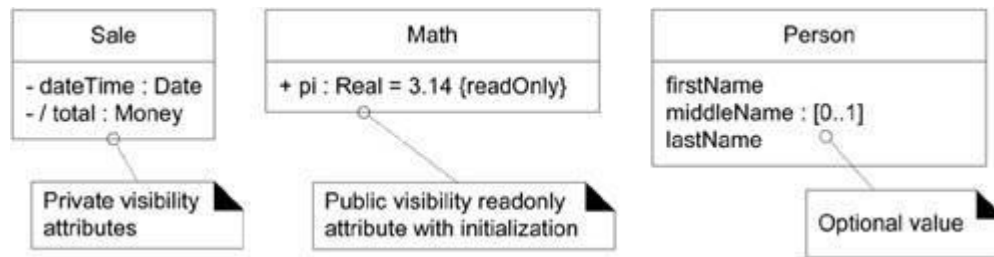 Sale
- dateTime : Date
- / total : Money
Private visibility
attributes
Math
+ pi : Real = 3.14 {readOnly}
Public visibility readonly
attribute with initialization
Person
firstName
middleName : [0..1]
lastName
Optional value